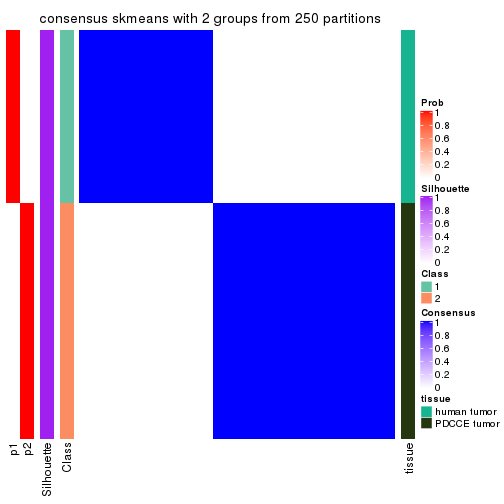 consensus skmeans with 2 groups from 250 partitions
Prob
1
0.8
0.6
0.4
0.2
0
Silhouette
1
0.8
0.6
0.4
0.2
0
Class
1
2
Consensus
1
0.8
0.6
0.4
0.2
0
tissue
human tumor
PDCCE tumor
p1
p2
Silhouette
Class
tissue